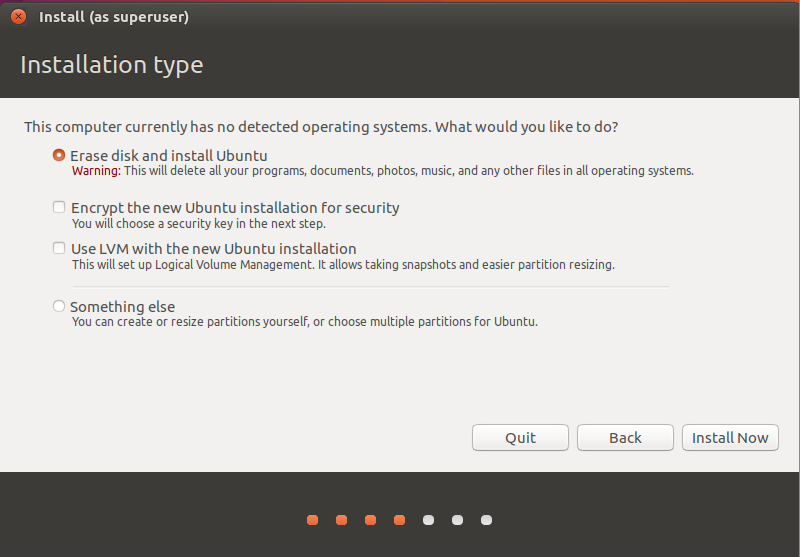 Install (as superuser)
Installation type
This computer currently has no detected operating systems. What would you like to do?
Erase disk and install Ubuntu
Warning: This will delete all your programs, documents, photos, music, and any other files in all operating systems.
Encrypt the new Ubuntu installation for security
You will choose a security key in the next step.
Use LVM with the new Ubuntu installation
This will set up Logical Volume Management. It allows taking snapshots and easier partition resizing.
Something else
You can create or resize partitions yourself, or choose multiple partitions for Ubuntu.
Quit Back Install Now